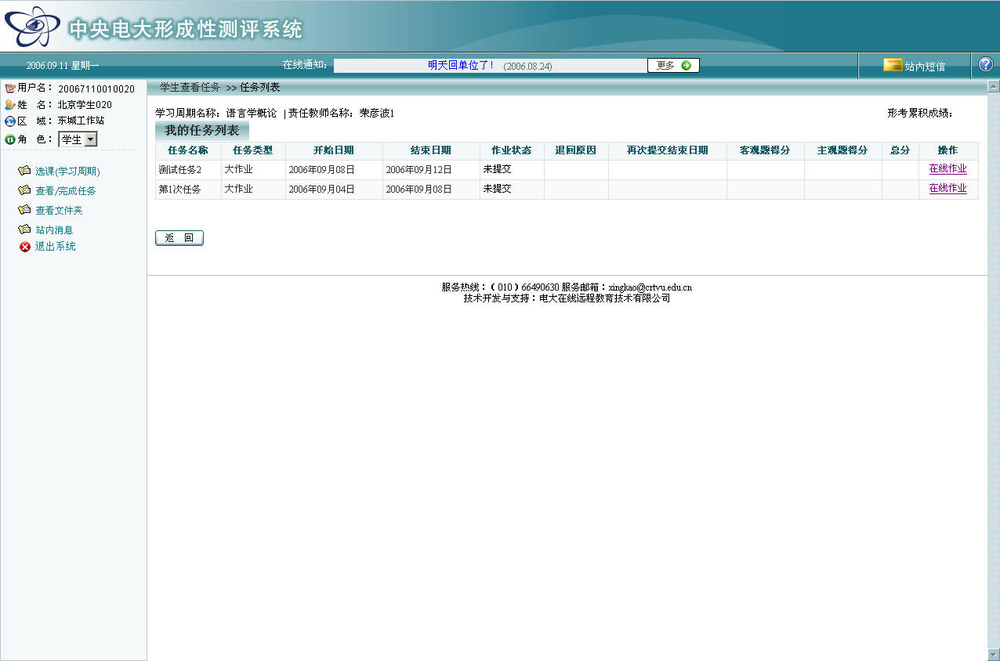 中央电大形成性测评系统
2006.09.11 星期一
在线通知： 明天回单位了！ (2006.08.24) 更多
站内短信
用户名： 20067110010020
姓 名： 北京学生020
区 域： 东城工作站
角 色： 学生
选课(学习周期)
查看/完成任务
查看文件夹
站内消息
退出系统
学生查看任务 >> 任务列表
学习周期名称：语言学概论 | 责任教师名称：荣彦波1 形考累积成绩：
我的任务列表
任务名称 任务类型 开始日期 结束日期 作业状态 退回原因 再次提交结束日期 客观题得分 主观题得分 总分 操作
测试任务2 大作业 2006年09月08日 2006年09月12日 未提交 在线作业
第1次任务 大作业 2006年09月04日 2006年09月08日 未提交 在线作业
返 回
服务热线：（010）66490630 服务邮箱：xingkao@crtvu.edu.cn
技术开发与支持：电大在线远程教育技术有限公司